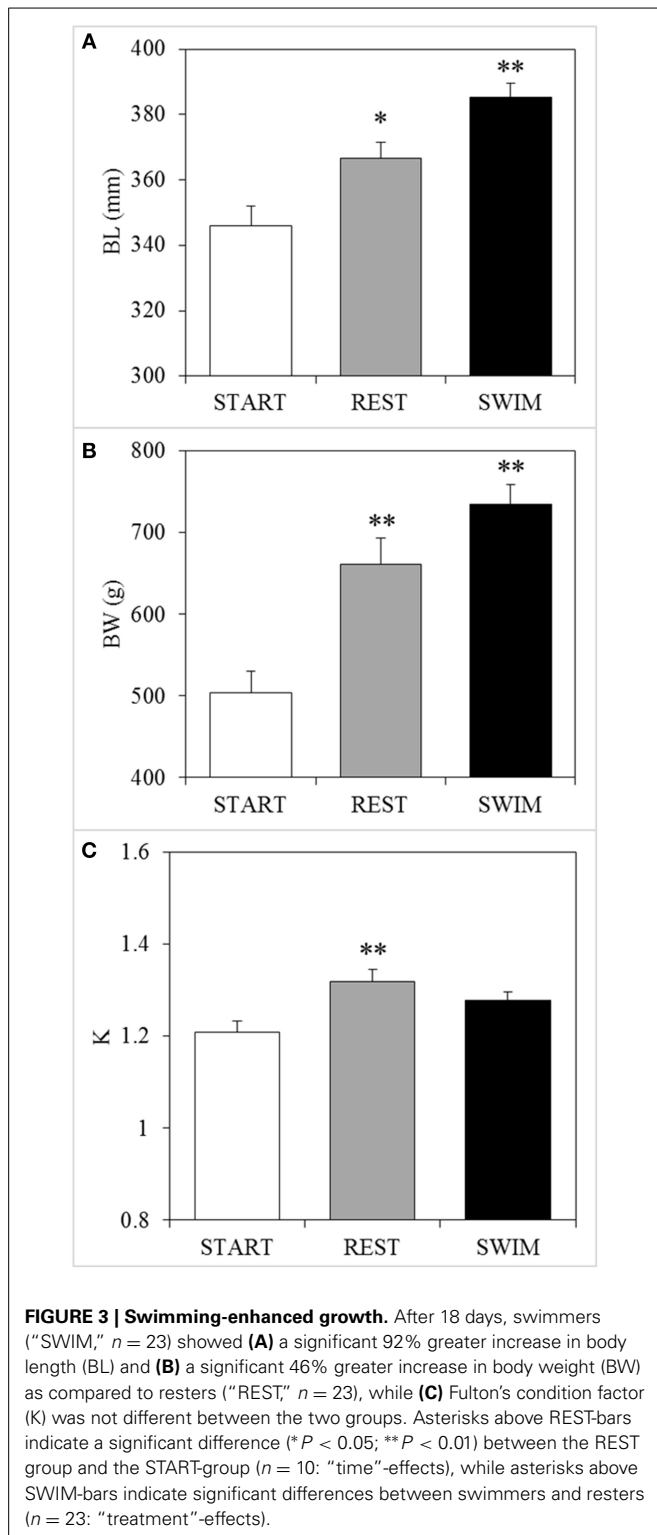 A
400
380
360
340
320
300
BL (mm)
*
**
START REST SWIM
B
800
700
600
500
400
BW (g)
**
**
START REST SWIM
C
1.6
1.4
1.2
1
0.8
K
**
START REST SWIM
FIGURE 3 | Swimming-enhanced growth. After 18 days, swimmers
("SWIM," n = 23) showed (A) a significant 92% greater increase in body
length (BL) and (B) a significant 46% greater increase in body weight (BW)
as compared to resters ("REST," n = 23), while (C) Fulton's condition factor
(K) was not different between the two groups. Asterisks above REST-bars
indicate a significant difference (*P < 0.05; **P < 0.01) between the REST
group and the START-group (n = 10: "time"-effects), while asterisks above
SWIM-bars indicate significant differences between swimmers and resters
(n = 23: "treatment"-effects).